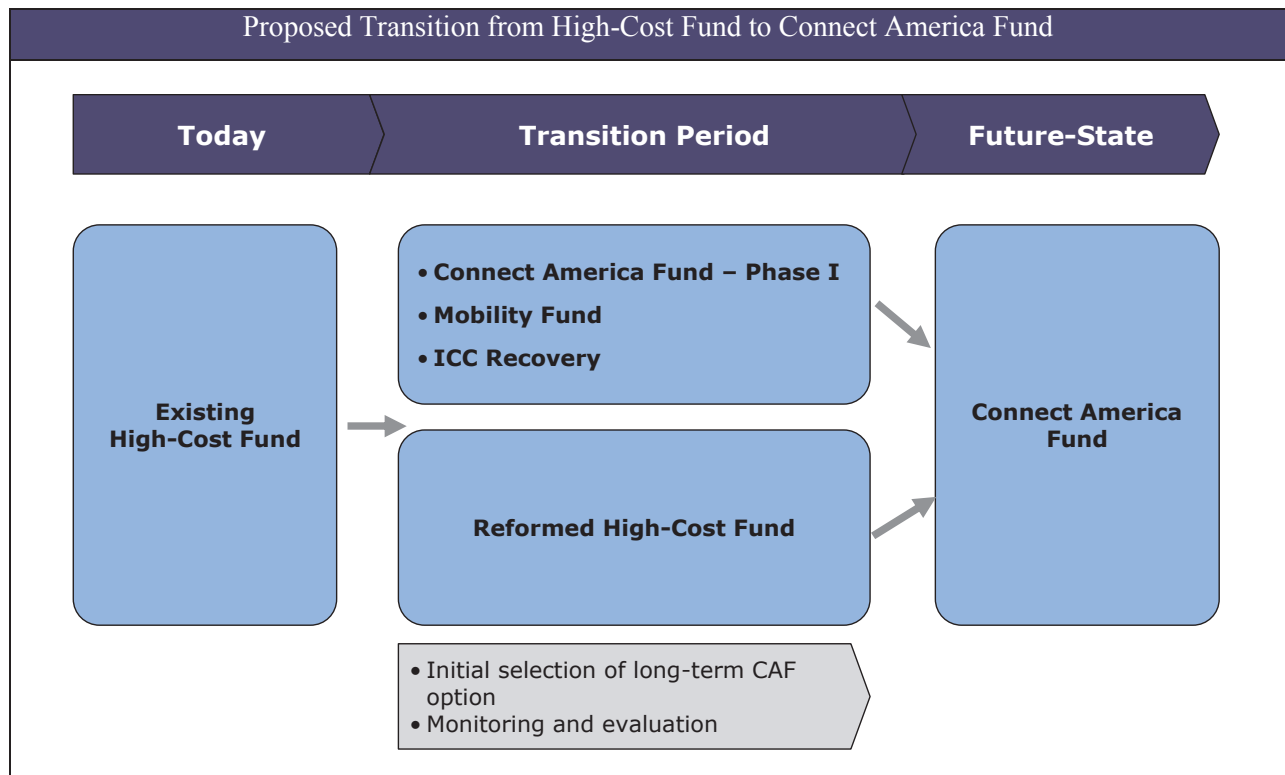 Proposed Transition from High-Cost Fund to Connect America Fund
Today
Transition Period
Future-State
Existing
High-Cost Fund
• Connect America Fund – Phase I
• Mobility Fund
• ICC Recovery
Reformed High-Cost Fund
Connect America
Fund
• Initial selection of long-term CAF
option
• Monitoring and evaluation